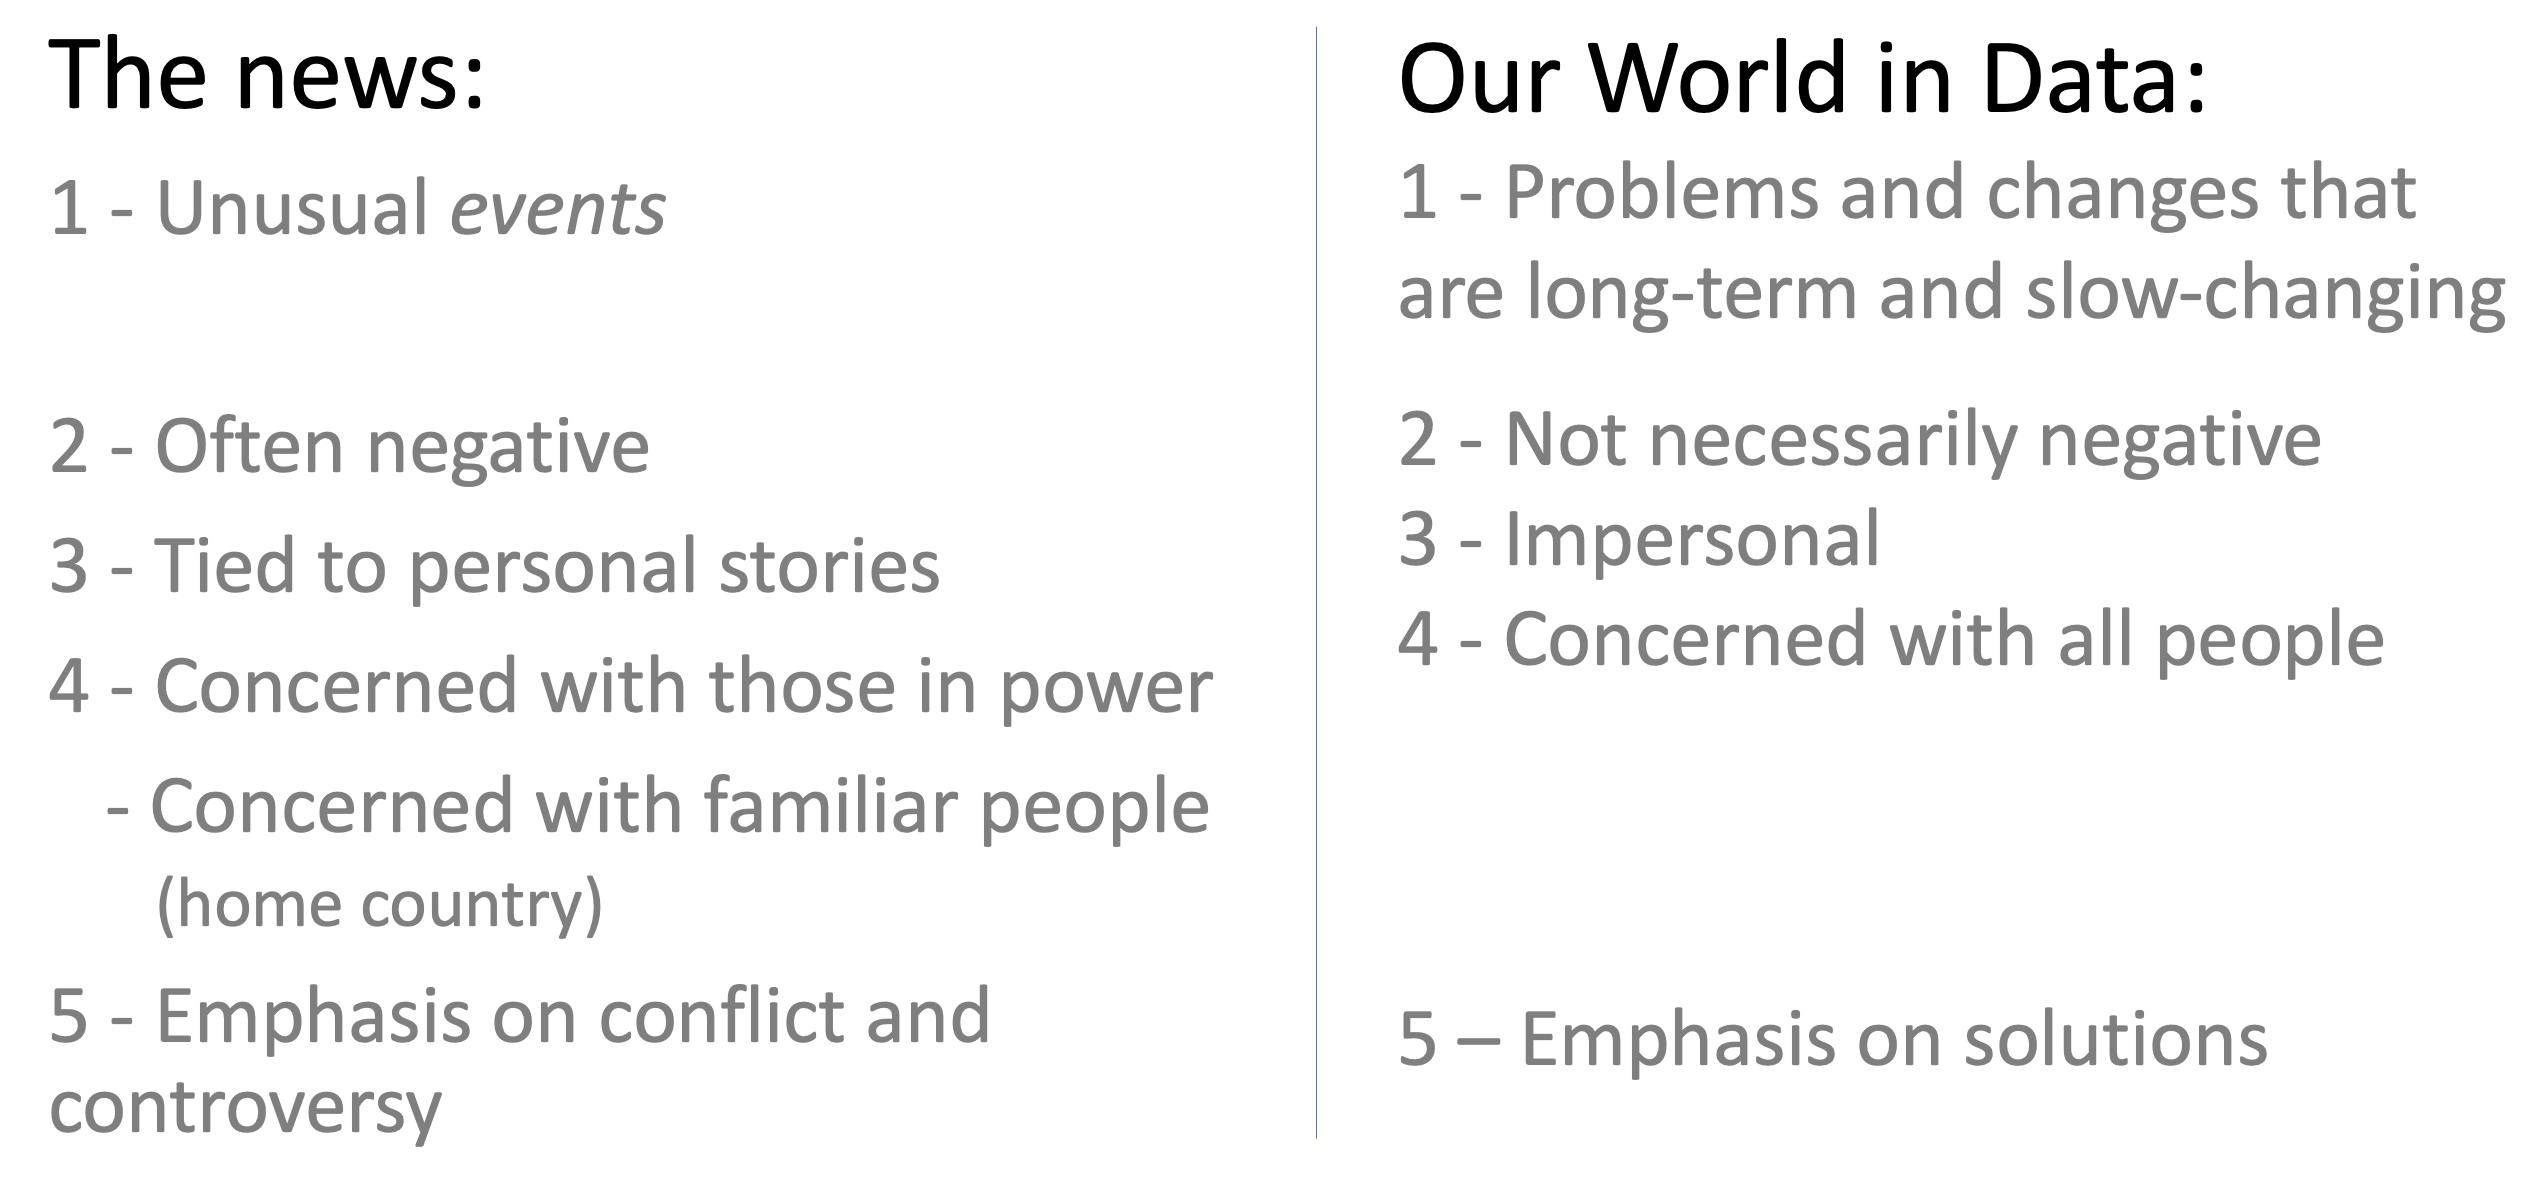 The news:
1 - Unusual events
2 - Often negative
3 - Tied to personal stories
4 - Concerned with those in power
- Concerned with familiar people
(home country)
5 - Emphasis on conflict and
controversy
Our World in Data:
1 - Problems and changes that
are long-term and slow-changing
2 - Not necessarily negative
3 - Impersonal
4 - Concerned with all people
5 – Emphasis on solutions